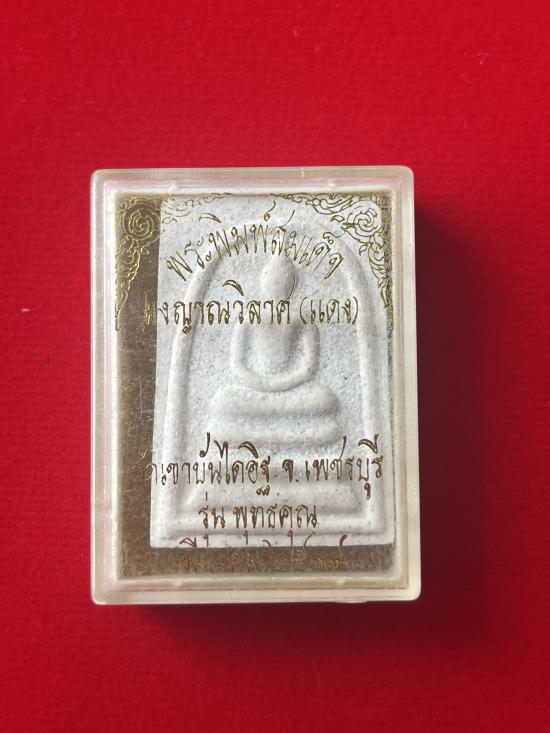 พระพิมพ์สมเด็จ
ผงญาณวิลาศ (แดง)
วัดเขาบันไดอิฐ จ. เพชรบุรี
รุ่น พุทธคุณ